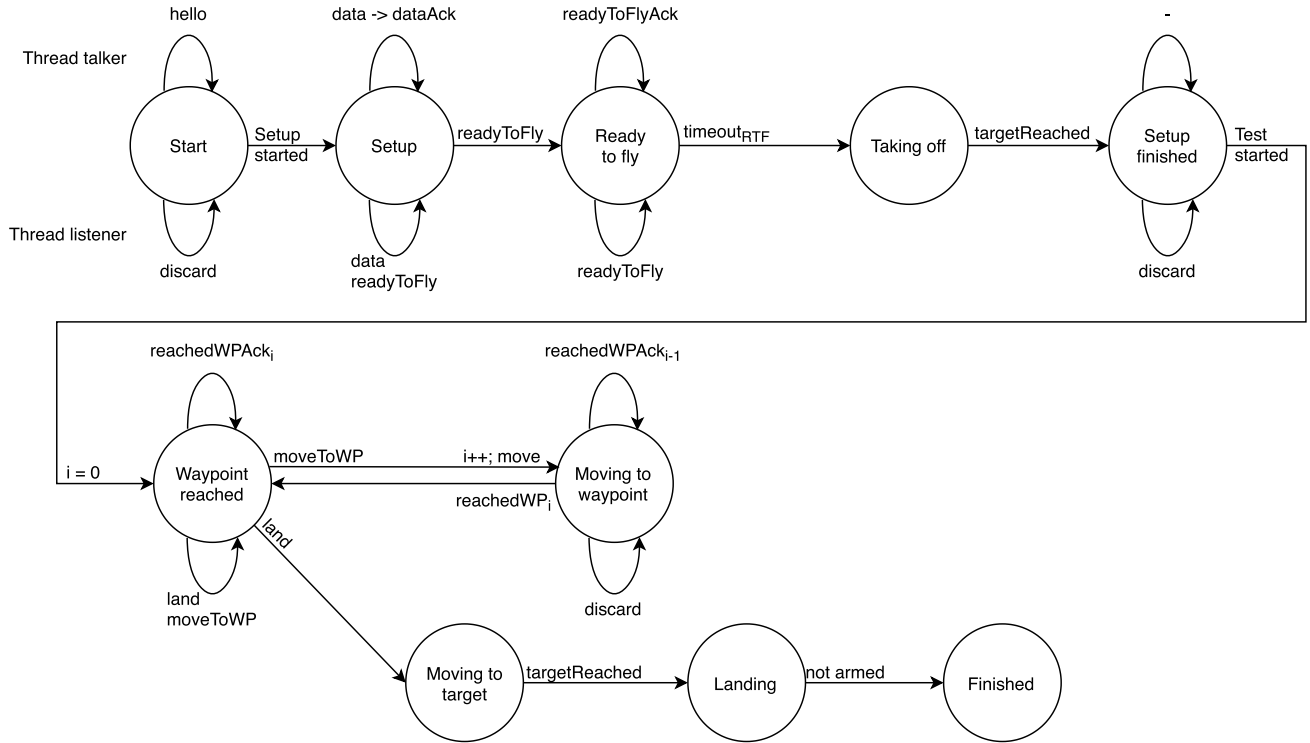 hello
data -> dataAck
readyToFlyAck
-
Thread talker
Start
Setup
started
Setup
readyToFly
Ready
to fly
timeoutRTF
Taking off
targetReached
Setup
finished
Test
started
Thread listener
discard
data
readyToFly
readyToFly
discard
reachedWPAcki
reachedWPAcki-1
i = 0
Waypoint
reached
moveToWP
i++; move
reachedWPi
Moving to
waypoint
land
land
moveToWP
discard
Moving to
target
targetReached
Landing
not armed
Finished